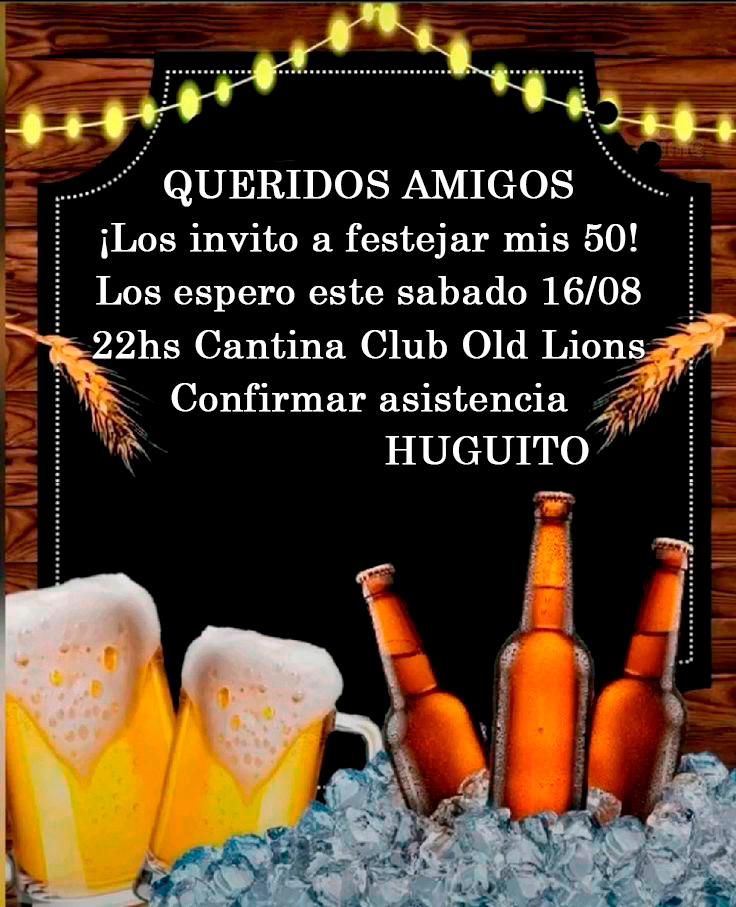 QUERIDOS AMIGOS
¡Los invito a festejar mis 50!
Los espero este sabado 16/08
22hs Cantina Club Old Lions
Confirmar asistencia
HUGUITO